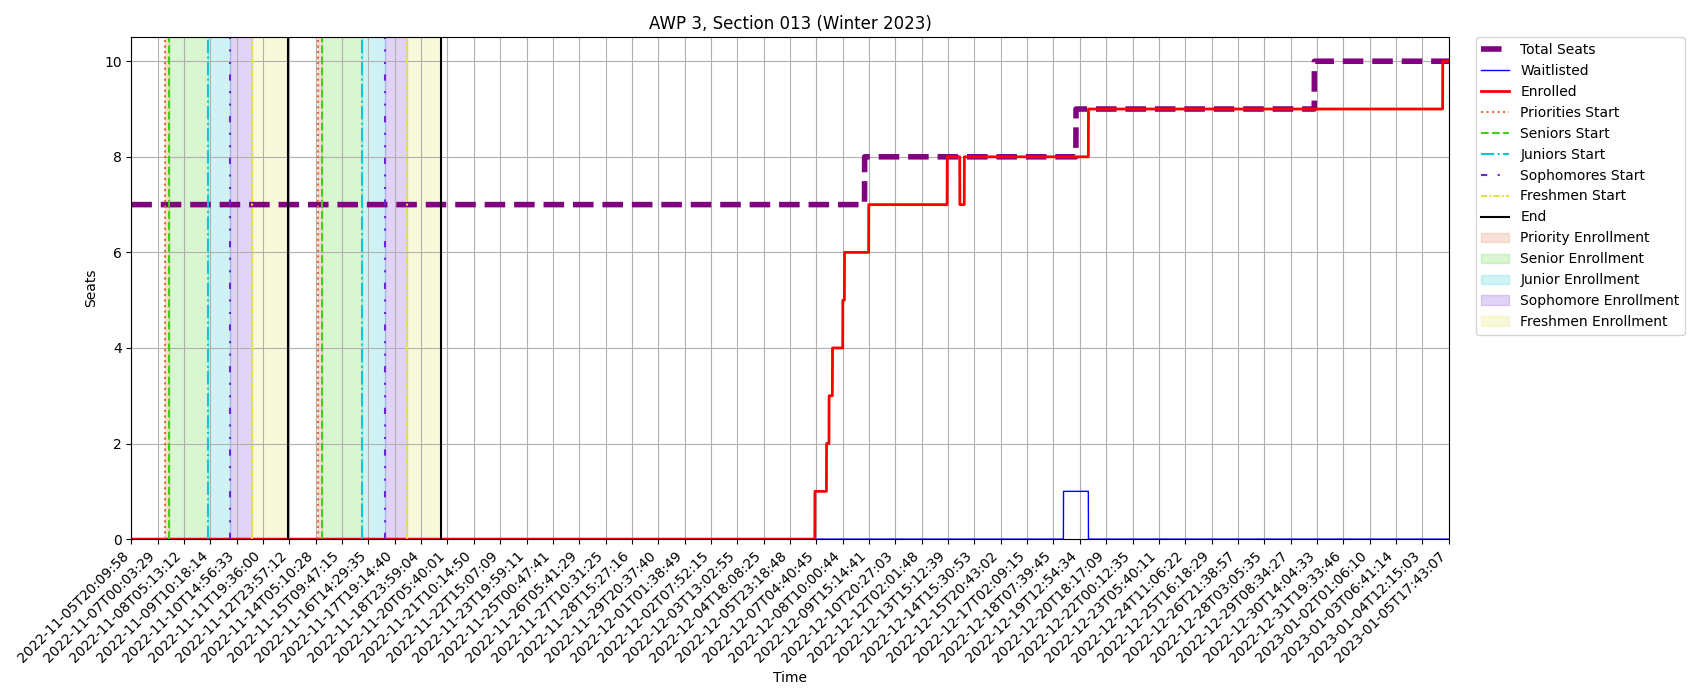 AWP 3, Section 013 (Winter 2023)
10
8
6
4
2
0
Seats
2022-11-05T20:09:58
2022-11-07T00:03:29
2022-11-08T05:13:12
2022-11-09T10:18:14
2022-11-10T14:56:33
2022-11-11T19:36:00
2022-11-12T23:57:12
2022-11-14T05:10:28
2022-11-15T09:47:15
2022-11-16T14:29:35
2022-11-17T19:14:40
2022-11-18T23:59:04
2022-11-20T05:40:01
2022-11-21T10:14:50
2022-11-22T15:07:09
2022-11-23T19:59:11
2022-11-25T00:47:41
2022-11-26T05:41:29
2022-11-27T10:31:25
2022-11-28T15:27:16
2022-11-29T20:37:40
2022-12-01T01:38:49
2022-12-02T07:52:15
2022-12-03T13:02:55
2022-12-04T18:08:25
2022-12-05T23:18:48
2022-12-07T04:40:45
2022-12-08T10:00:44
2022-12-09T15:14:41
2022-12-10T20:27:03
2022-12-12T02:01:48
2022-12-13T15:12:39
2022-12-14T15:30:53
2022-12-15T20:43:02
2022-12-17T02:09:15
2022-12-18T07:39:45
2022-12-19T12:54:34
2022-12-20T18:17:09
2022-12-22T00:12:35
2022-12-23T05:40:11
2022-12-24T11:06:22
2022-12-25T16:18:29
2022-12-26T21:38:57
2022-12-28T03:05:35
2022-12-29T08:34:27
2022-12-30T14:04:33
2022-12-31T19:33:46
2023-01-02T01:06:10
2023-01-03T06:41:14
2023-01-04T12:15:03
2023-01-05T17:43:07
Time
Total Seats
Waitlisted
Enrolled
Priorities Start
Seniors Start
Juniors Start
Sophomores Start
Freshmen Start
End
Priority Enrollment
Senior Enrollment
Junior Enrollment
Sophomore Enrollment
Freshmen Enrollment